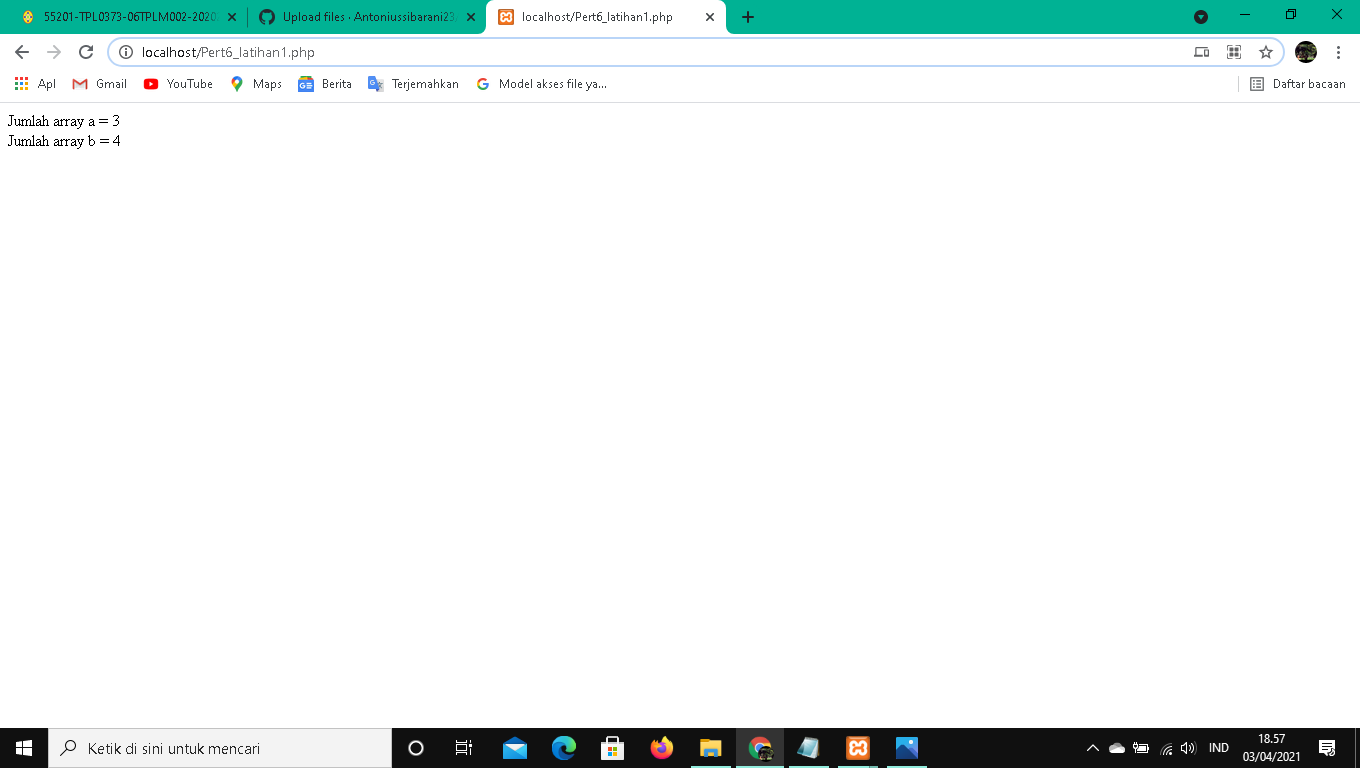 55201-TPL0373-06TPLM002-2020
Upload files · Antoniussibarani23
localhost/Pert6_latihan1.php
localhost/Pert6_latihan1.php
Apl
Gmail
YouTube
Maps
Berita
Terjemahkan
Model akses file ya...
Daftar bacaan
Jumlah array a = 3
Jumlah array b = 4
Ketik di sini untuk mencari
IND
18.57
03/04/2021